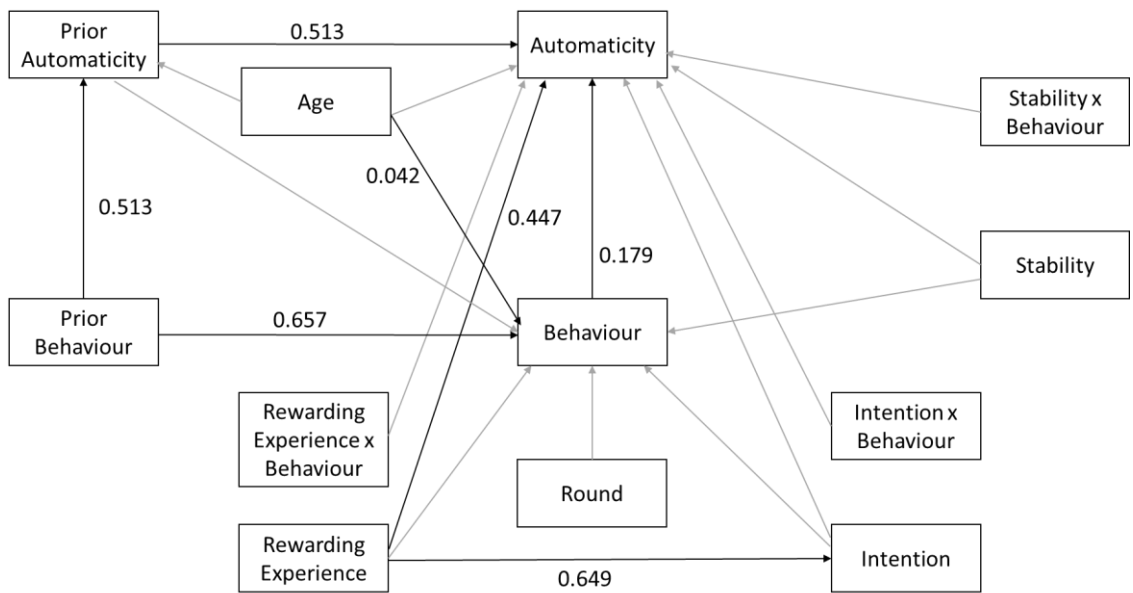 Prior
Automaticity
0.513
Automaticity
Age
Stability x
Behaviour
0.042
0.513
0.447
0.179
Stability
Prior
Behaviour
0.657
Behaviour
Rewarding
Experience x
Behaviour
Intention x
Behaviour
Round
Rewarding
Experience
0.649
Intention